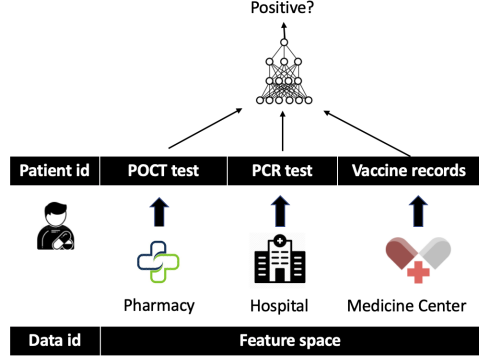 Positive?
Patient id POCT test PCR test Vaccine records
Pharmacy Hospital Medicine Center
Data id Feature space